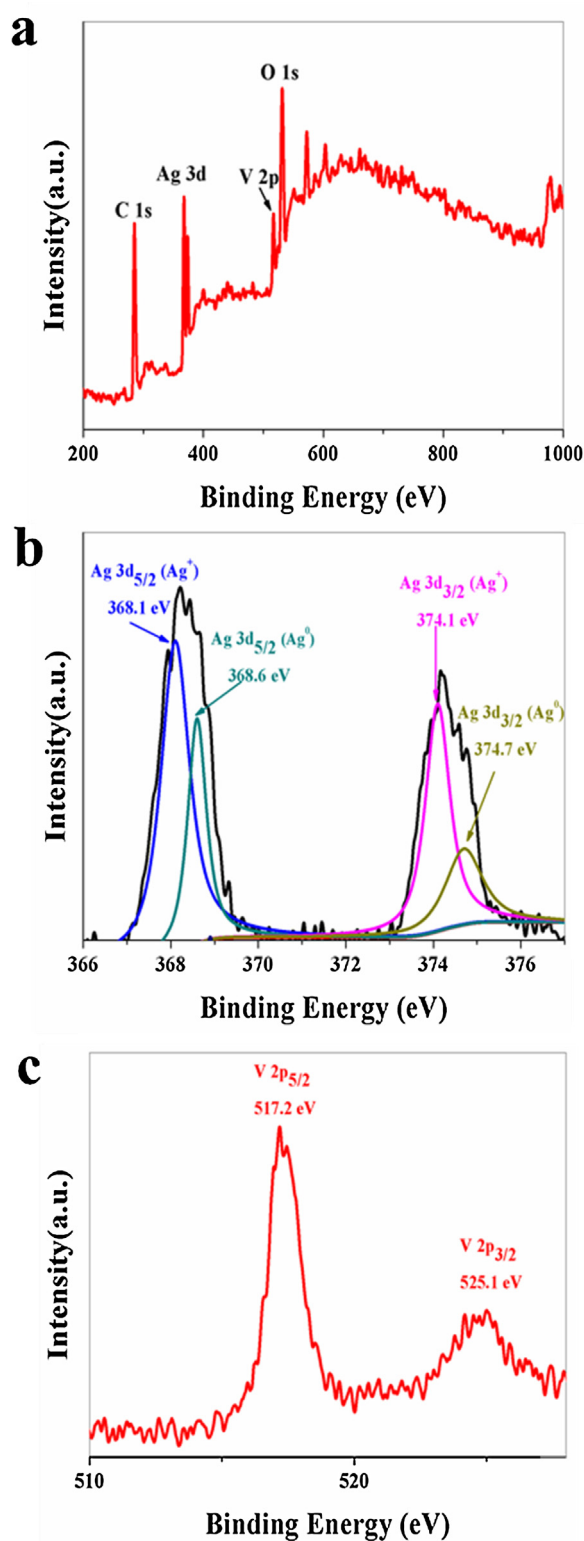 a
O 1s
Ag 3d
V 2p
C 1s
Intensity(a.u.)
200 400 600 800 1000
Binding Energy (eV)
b
Ag 3d5/2 (Ag+)
368.1 eV
Ag 3d5/2 (Ag0)
368.6 eV
Ag 3d3/2 (Ag+)
374.1 eV
Ag 3d3/2 (Ag0)
374.7 eV
Intensity(a.u.)
366 368 370 372 374 376
Binding Energy (eV)
c
V 2p5/2
517.2 eV
V 2p3/2
525.1 eV
Intensity(a.u.)
510 520
Binding Energy (eV)